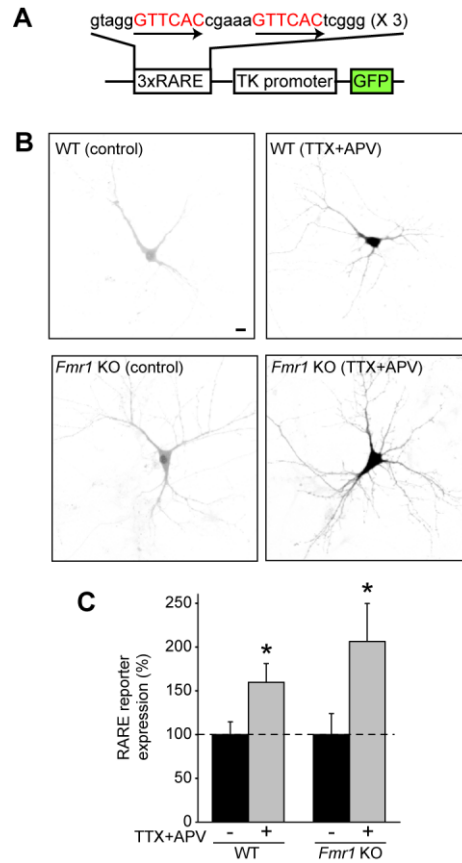 A
gtaggGTTCACcgaaaGTTCACtcggg (X 3)
3xRARE
TK promoter
GFP
B
WT (control)
WT (TTX+APV)
Fmr1 KO (control)
Fmr1 KO (TTX+APV)
C
RARE reporter
expression (%)
250
200
150
100
50
0
*
*
TTX+APV - + - +
WT Fmr1 KO